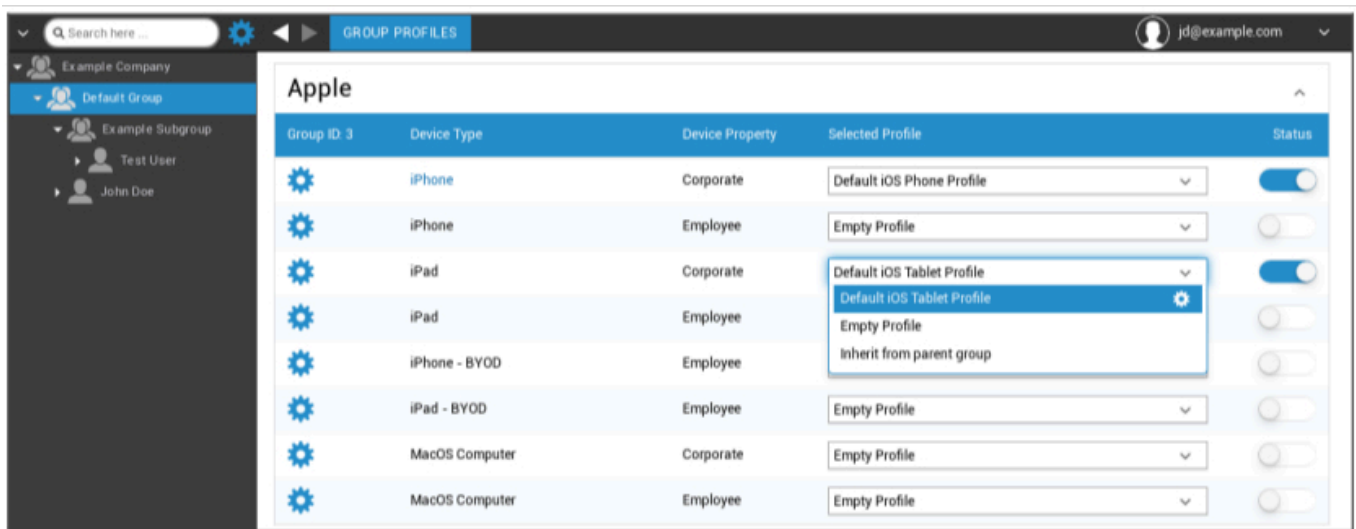 Search here ...
GROUP PROFILES
jd@example.com
Example Company
Default Group
Example Subgroup
Test User
John Doe
Apple
Group ID: 3 Device Type Device Property Selected Profile Status
iPhone Corporate Default iOS Phone Profile
iPhone Employee Empty Profile
iPad Corporate Default iOS Tablet Profile
Default iOS Tablet Profile
iPad Employee
Empty Profile
Inherit from parent group
iPhone - BYOD Employee
iPad - BYOD Employee Empty Profile
MacOS Computer Corporate Empty Profile
MacOS Computer Employee Empty Profile